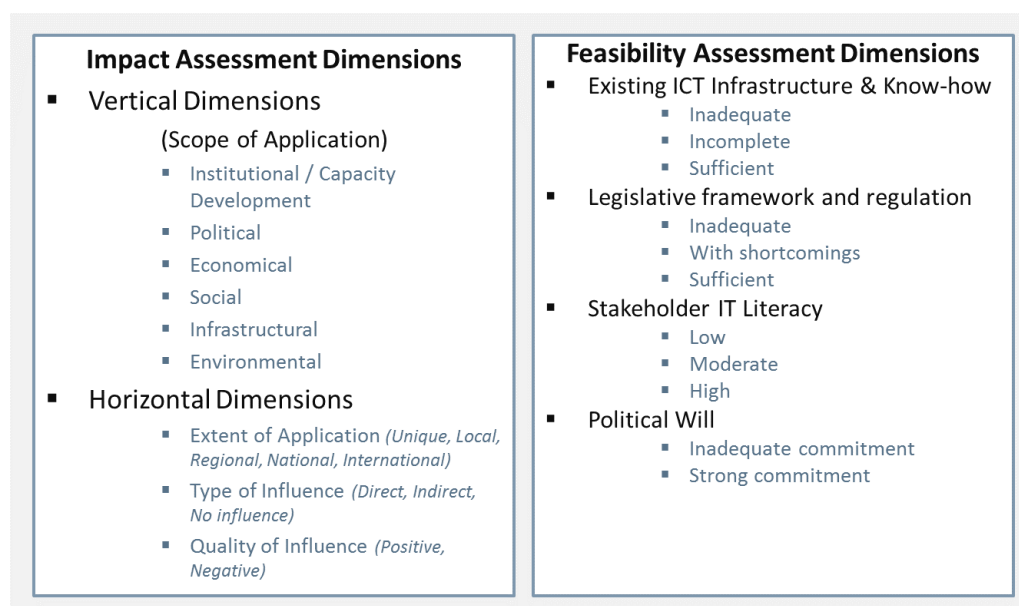 Impact Assessment Dimensions
▪ Vertical Dimensions
(Scope of Application)
▪ Institutional / Capacity
Development
▪ Political
▪ Economical
▪ Social
▪ Infrastructural
▪ Environmental
▪ Horizontal Dimensions
▪ Extent of Application (Unique, Local,
Regional, National, International)
▪ Type of Influence (Direct, Indirect,
No influence)
▪ Quality of Influence (Positive,
Negative)
Feasibility Assessment Dimensions
▪ Existing ICT Infrastructure & Know-how
▪ Inadequate
▪ Incomplete
▪ Sufficient
▪ Legislative framework and regulation
▪ Inadequate
▪ With shortcomings
▪ Sufficient
▪ Stakeholder IT Literacy
▪ Low
▪ Moderate
▪ High
▪ Political Will
▪ Inadequate commitment
▪ Strong commitment